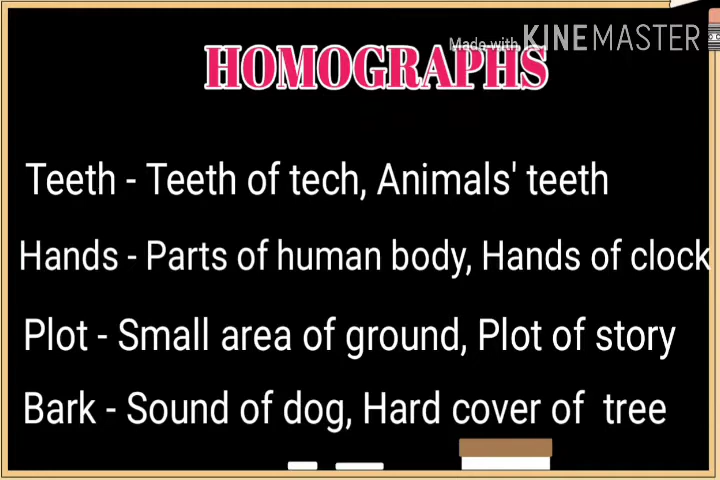 Made with KINEMASTER
HOMOGRAPHS
Teeth - Teeth of tech, Animals' teeth
Hands - Parts of human body, Hands of clock
Plot - Small area of ground, Plot of story
Bark - Sound of dog, Hard cover of tree